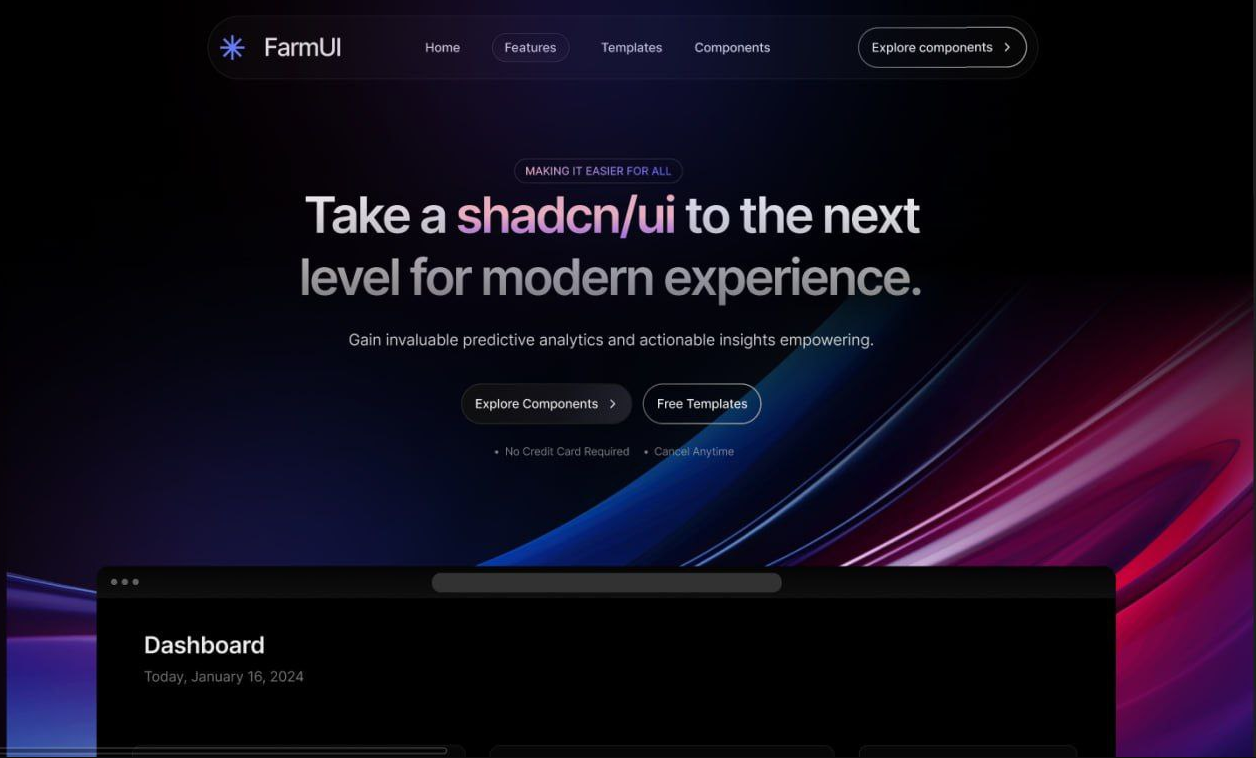 FarmUI
Home
Features
Templates
Components
Explore components
MAKING IT EASIER FOR ALL
Take a shadcn/ui to the next
level for modern experience.
Gain invaluable predictive analytics and actionable insights empowering.
Explore Components
Free Templates
• No Credit Card Required • Cancel Anytime
Dashboard
Today, January 16, 2024